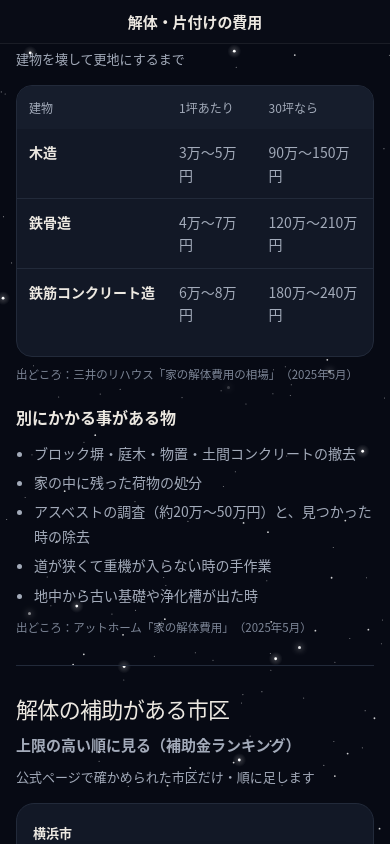 解体・片付けの費用
建物を壊して更地にするまで
建物 1坪あたり 30坪なら
木造 3万〜5万円 90万〜150万円
鉄骨造 4万〜7万円 120万〜210万円
鉄筋コンクリート造 6万〜8万円 180万〜240万円
出どころ：三井のリハウス「家の解体費用の相場」（2025年5月）
別にかかる事がある物
• ブロック塀・庭木・物置・土間コンクリートの撤去
• 家の中に残った荷物の処分
• アスベストの調査（約20万〜50万円）と、見つかった
時の除去
• 道が狭くて重機が入らない時の手作業
• 地中から古い基礎や浄化槽が出た時
出どころ：アットホーム「家の解体費用」（2025年5月）
解体の補助がある市区
上限の高い順に見る（補助金ランキング）
公式ページで確かめられた市区だけ・順に足します
横浜市